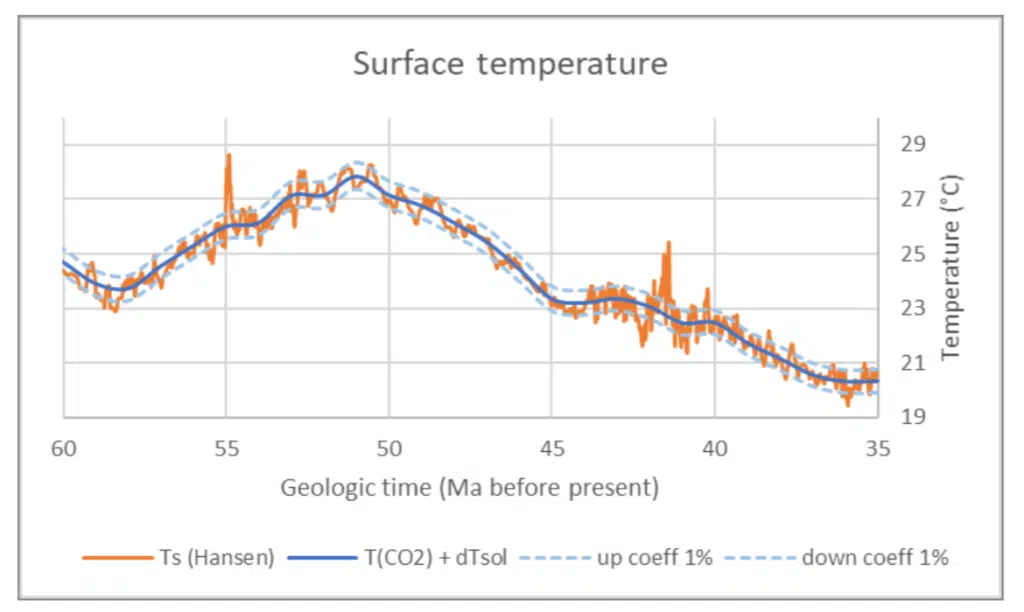 Surface temperature
29
27
25
23
21
19
Temperature (°C)
60 55 50 45 40 35
Geologic time (Ma before present)
Ts (Hansen) T(CO2) + dTsol up coeff 1% down coeff 1%